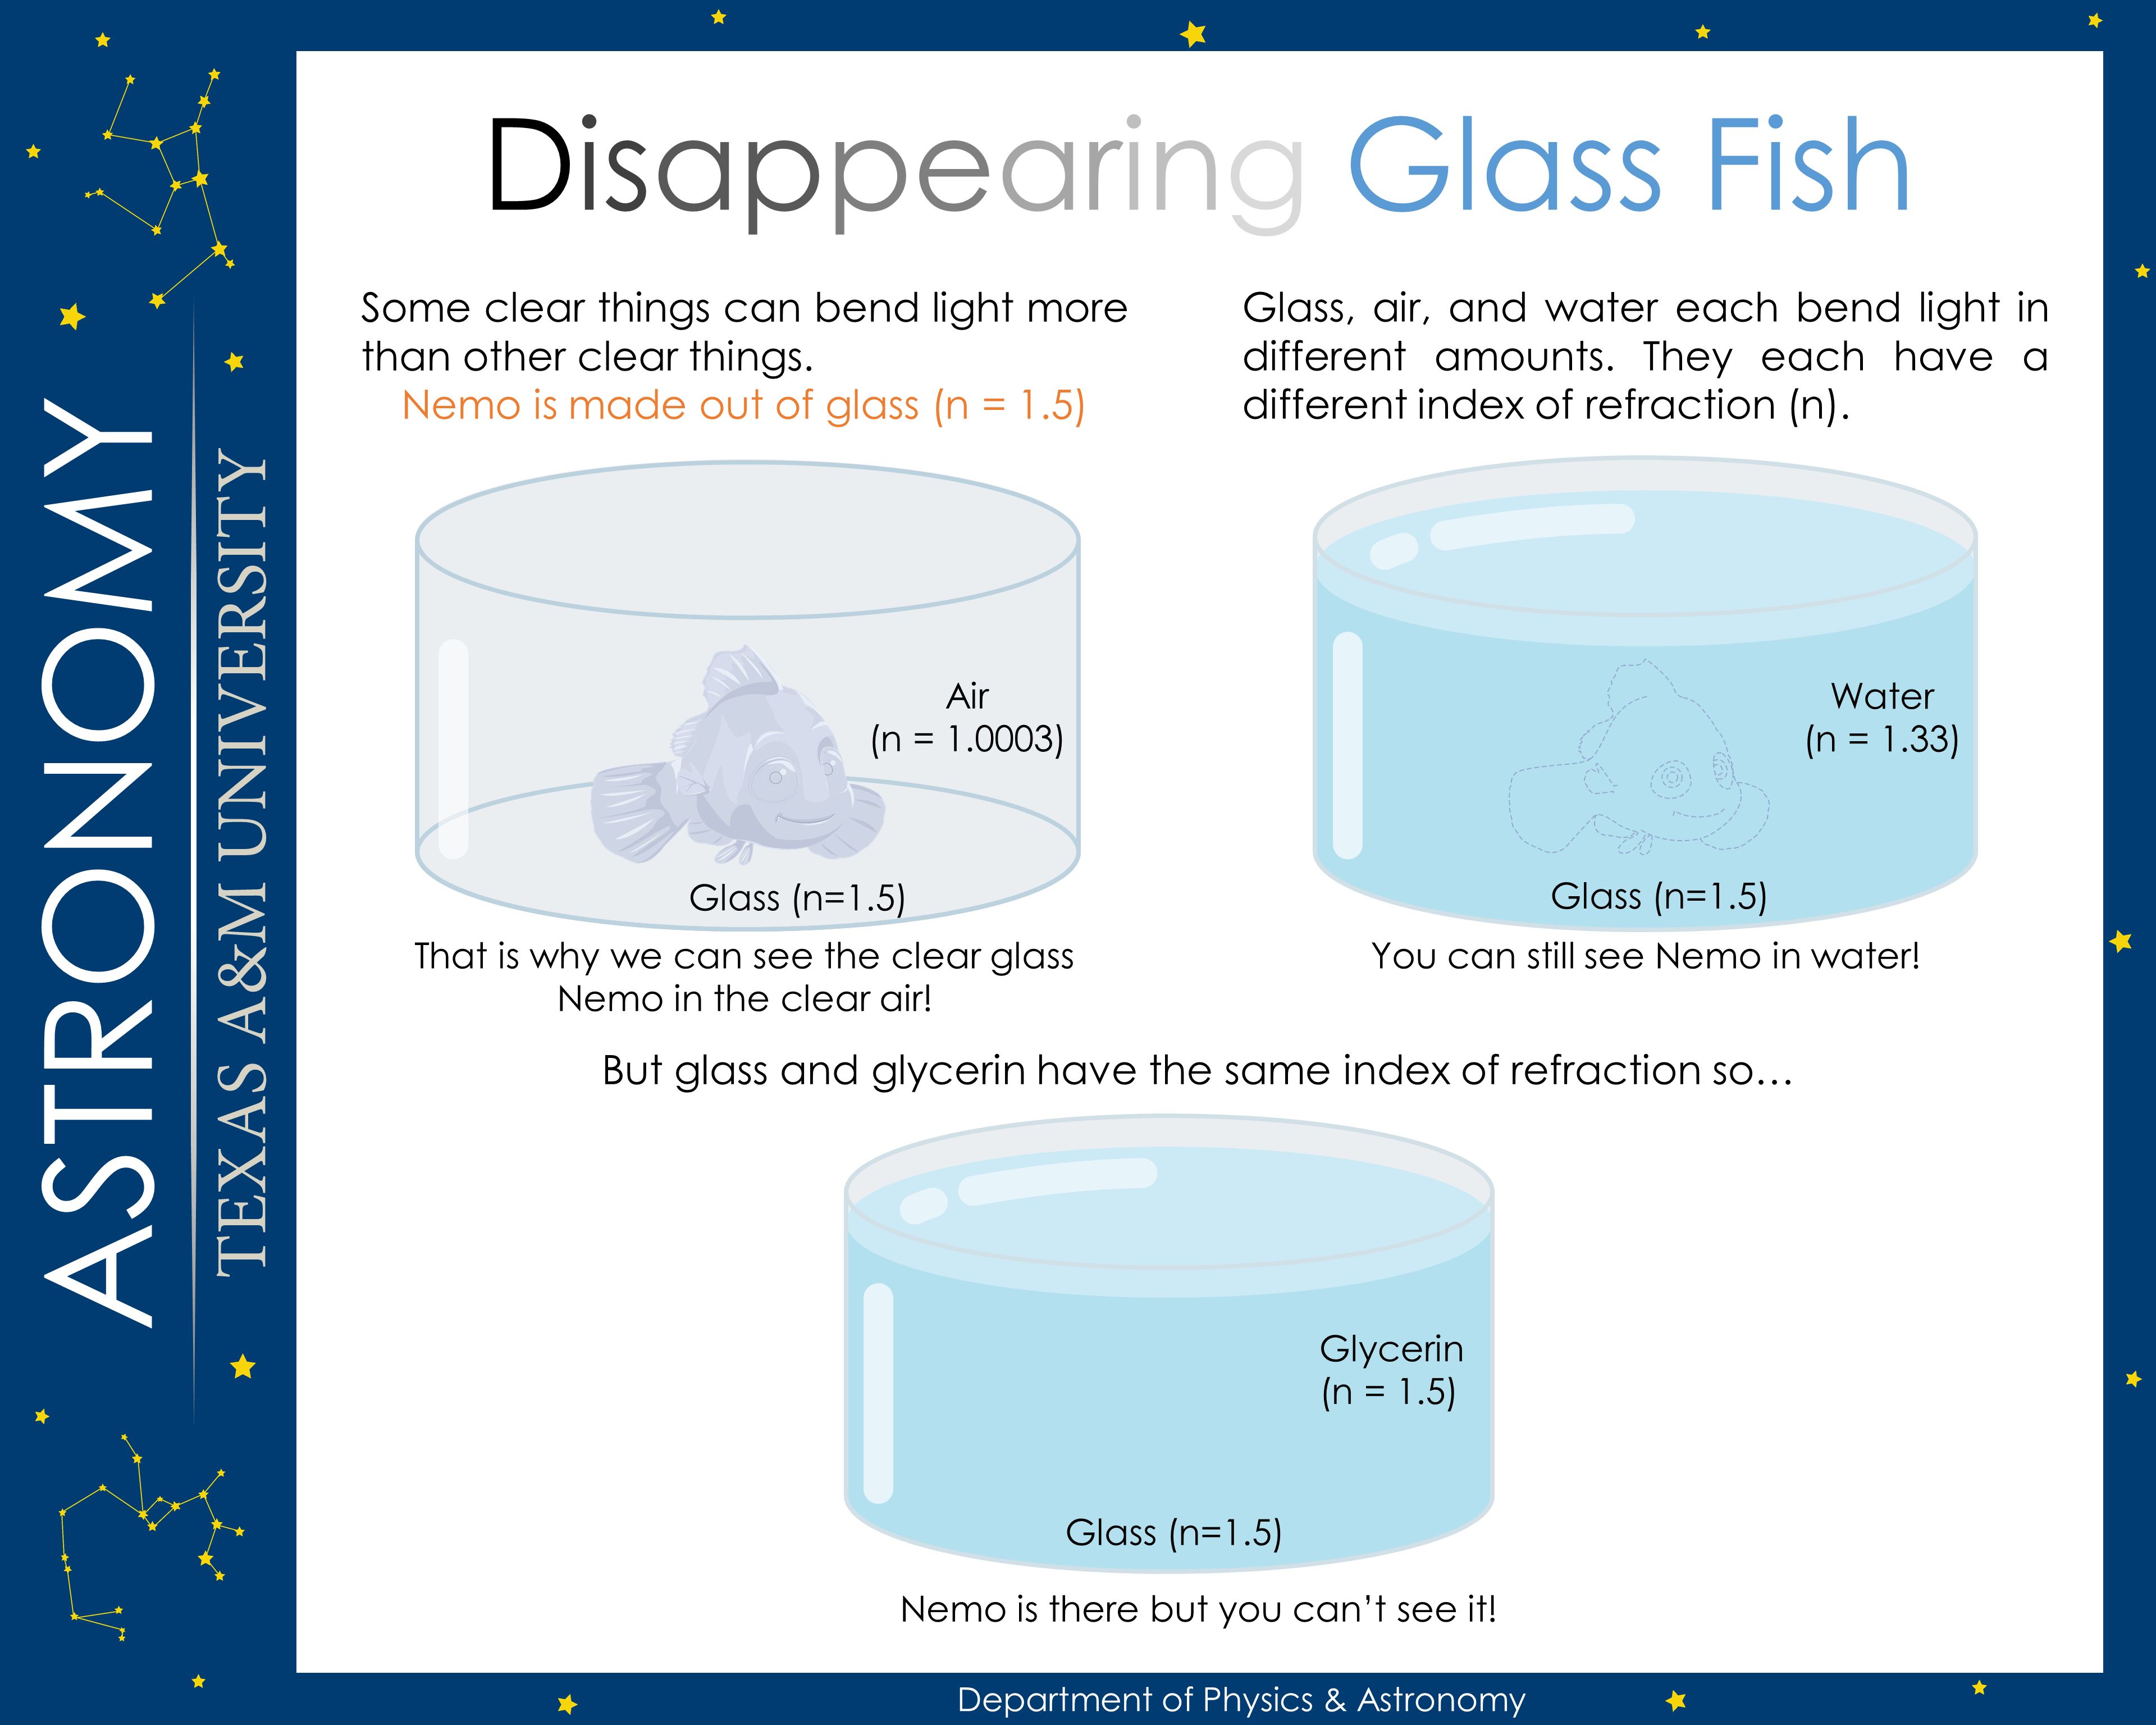 ASTRONOMY
TEXAS A&M UNIVERSITY
Disappearing Glass Fish
Some clear things can bend light more
than other clear things.
Nemo is made out of glass (n = 1.5)
Air
(n = 1.0003)
Glass (n=1.5)
That is why we can see the clear glass
Nemo in the clear air!
Glass, air, and water each bend light in
different amounts. They each have a
different index of refraction (n).
Water
(n = 1.33)
Glass (n=1.5)
You can still see Nemo in water!
But glass and glycerin have the same index of refraction so…
Glycerin
(n = 1.5)
Glass (n=1.5)
Nemo is there but you can’t see it!
Department of Physics & Astronomy